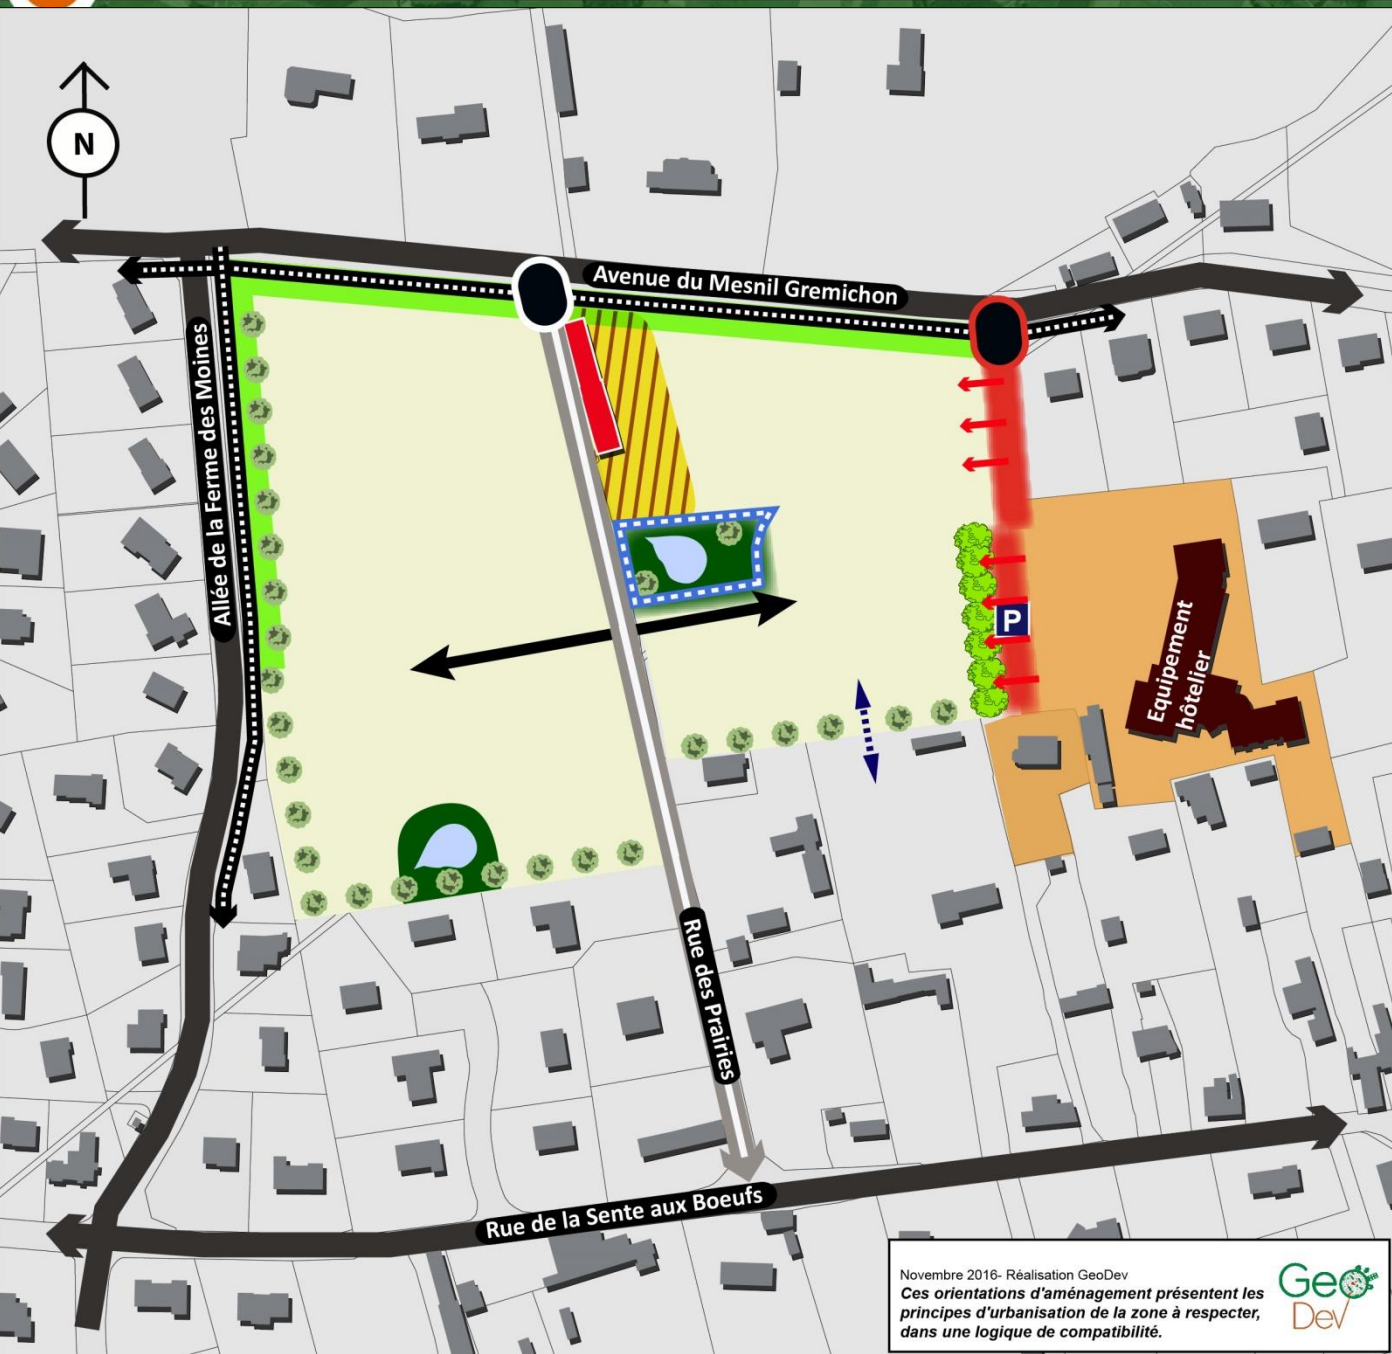 N
Avenue du Mesnil Gremichon
Allée de la Ferme des Moines
P
Equipement
hôtelier
Rue des Prairies
Rue de la Sente aux Boeufs
Novembre 2016- Réalisation GeoDev
Ces orientations d'aménagement présentent les
principes d'urbanisation de la zone à respecter,
dans une logique de compatibilité.
Geo
Dev